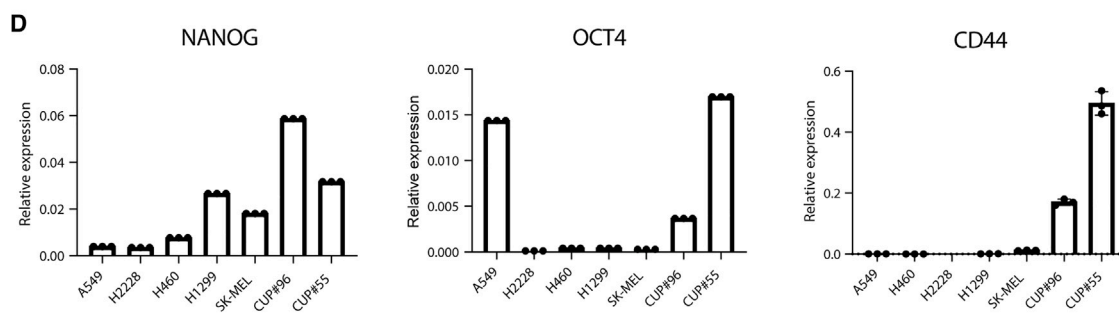 D
NANOG
Relative expression
0.08
0.06
0.04
0.02
0.00
A549
H2228
H460
H1299
SK-MEL
CUP#96
CUP#55
OCT4
Relative expression
0.020
0.015
0.010
0.005
0.000
A549
H2228
H460
H1299
SK-MEL
CUP#96
CUP#55
CD44
Relative expression
0.6
0.4
0.2
0.0
A549
H460
H2228
H1299
SK-MEL
CUP#96
CUP#55